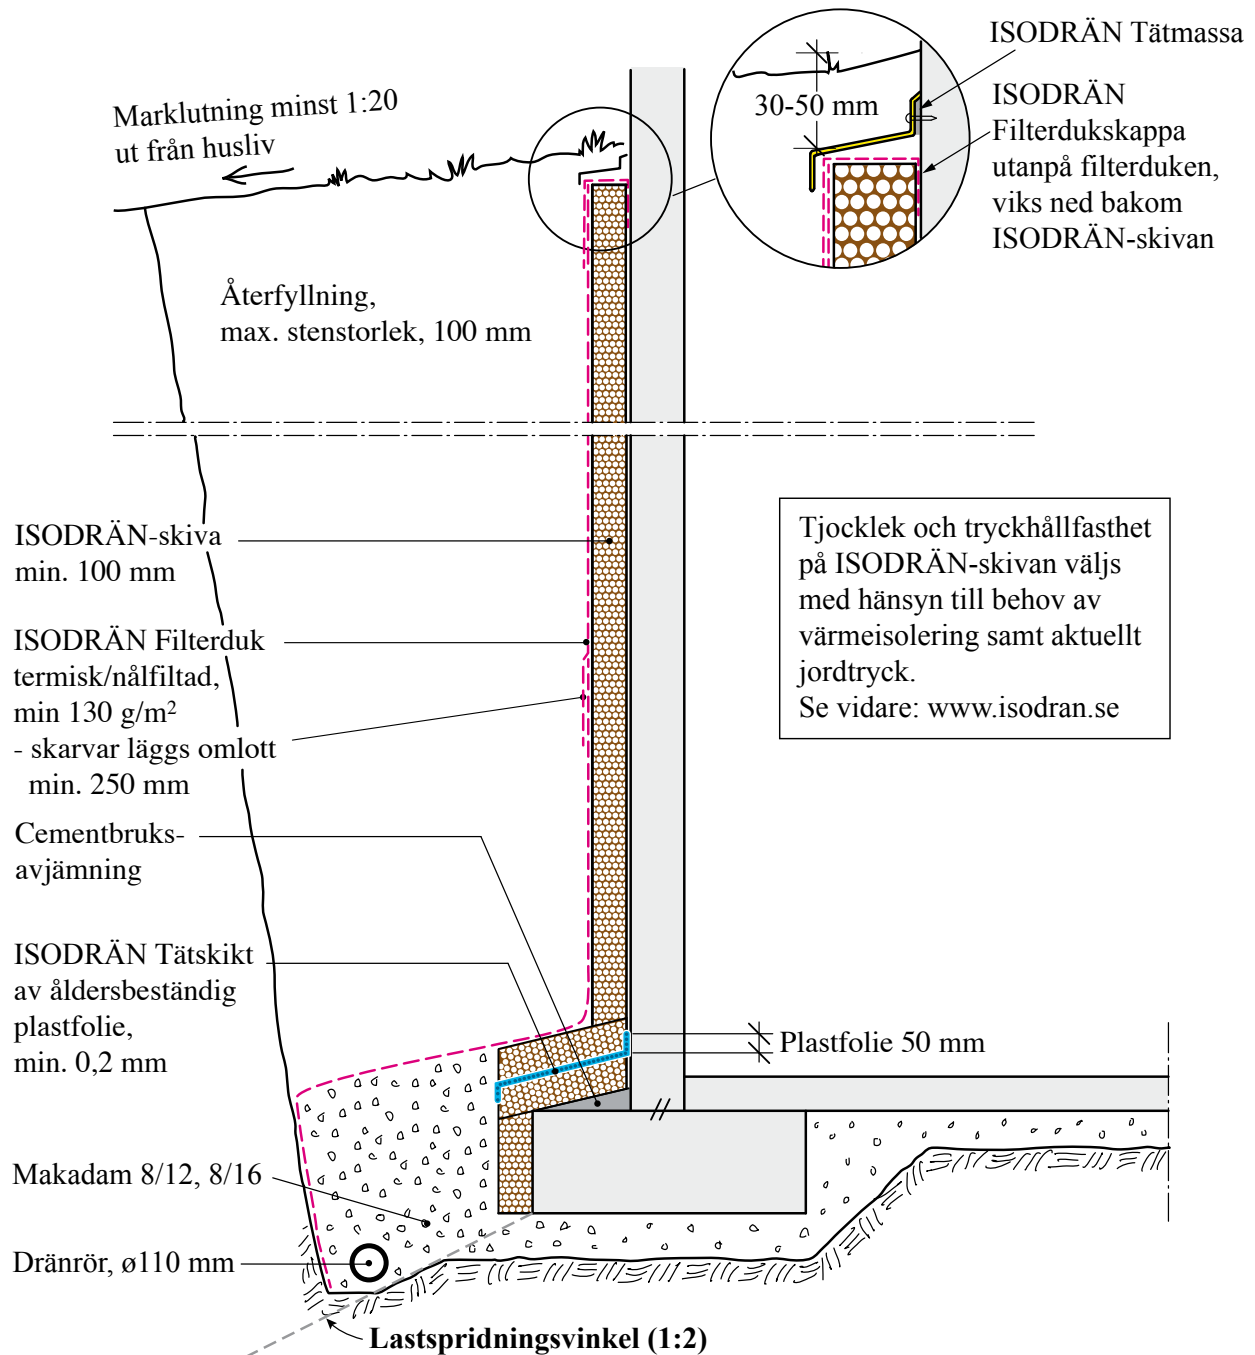 ISODRÄN Tätmassa
Marklutning minst 1:20
ut från husliv
30-50 mm
ISODRÄN
Filterdukskappa
utanpå filterduken,
viks ned bakom
ISODRÄN-skivan
Återfyllning,
max. stenstorlek, 100 mm
ISODRÄN-skiva
min. 100 mm
Tjocklek och tryckhållfasthet
på ISODRÄN-skivan väljs
med hänsyn till behov av
värmeisolering samt aktuellt
jordtryck.
Se vidare: www.isodran.se
ISODRÄN Filterduk
termisk/nålfiltad,
min 130 g/m²
- skarvar läggs omlott
min. 250 mm
Cementbruks-
avjämning
ISODRÄN Tätskikt
av åldersbeständig
plastfolie,
min. 0,2 mm
Plastfolie 50 mm
Makadam 8/12, 8/16
Dränrör, ø110 mm
Lastspridningsvinkel (1:2)